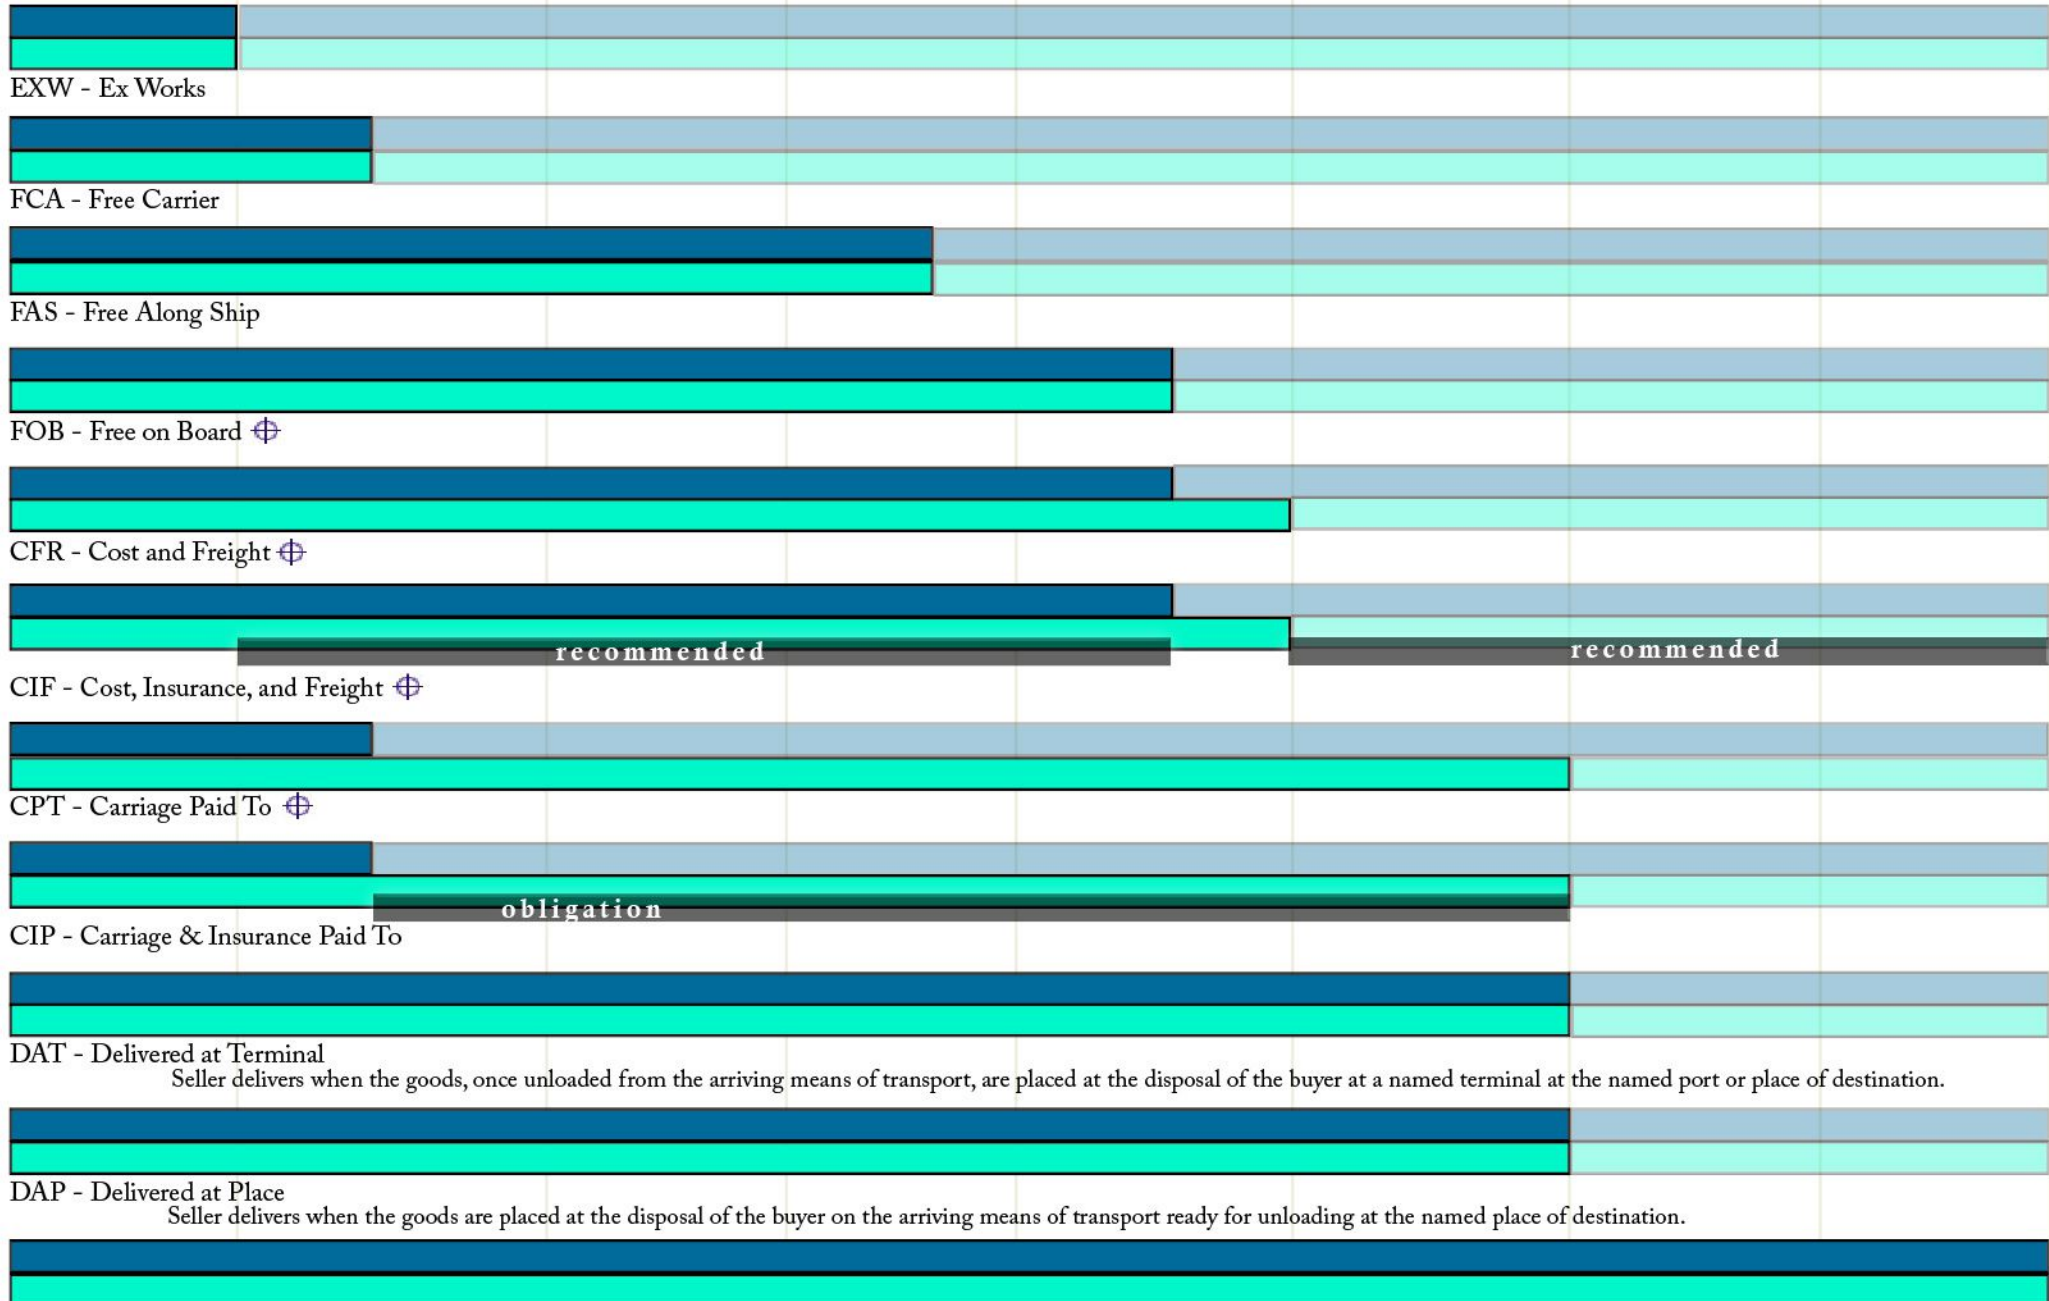 EXW - Ex Works
FCA - Free Carrier
FAS - Free Along Ship
FOB - Free on Board
CFR - Cost and Freight
recommended
recommended
CIF - Cost, Insurance, and Freight
CPT - Carriage Paid To
obligation
CIP - Carriage & Insurance Paid To
DAT - Delivered at Terminal
Seller delivers when the goods, once unloaded from the arriving means of transport, are placed at the disposal of the buyer at a named terminal at the named port or place of destination.
DAP - Delivered at Place
Seller delivers when the goods are placed at the disposal of the buyer on the arriving means of transport ready for unloading at the named place of destination.